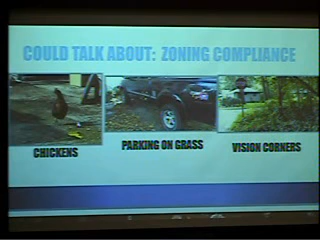 COULD TALK ABOUT: ZONING COMPLIANCE
CHICKENS
PARKING ON GRASS
VISION CORNERS